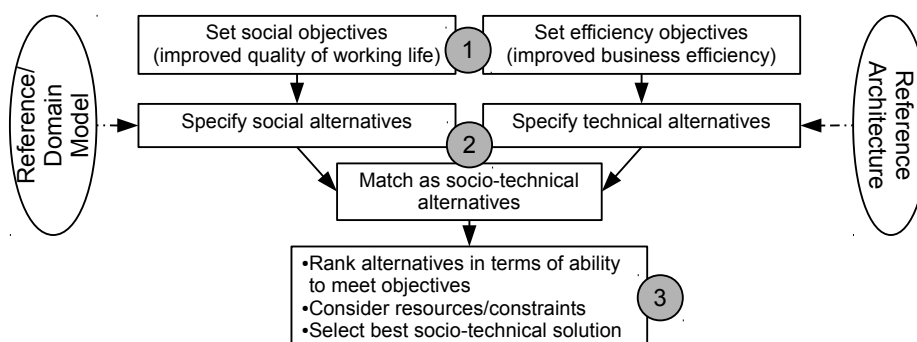 Set social objectives
(improved quality of working life)
1
Set efficiency objectives
(improved business efficiency)
Reference/
Domain
Model
Specify social alternatives
Specify technical alternatives
Reference
Architecture
2
Match as socio-technical
alternatives
•Rank alternatives in terms of ability
to meet objectives
•Consider resources/constraints
•Select best socio-technical solution
3